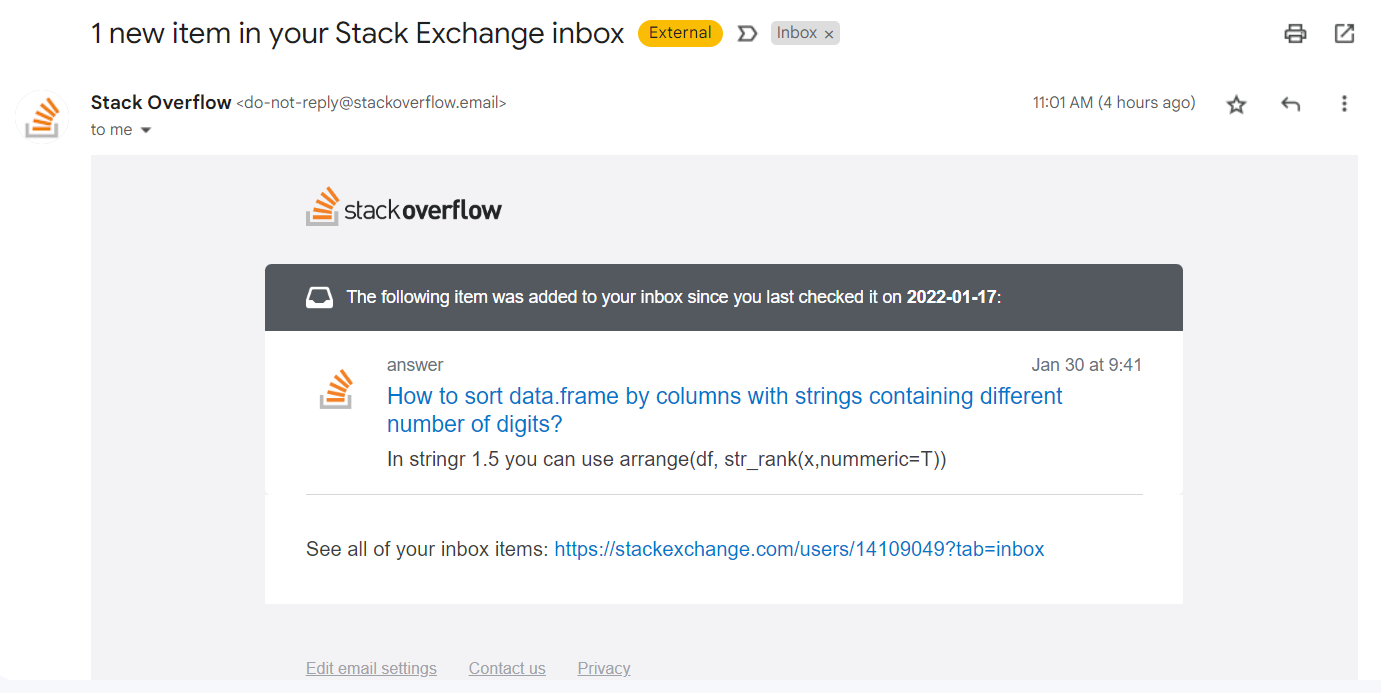 1 new item in your Stack Exchange inbox External Inbox ×
Stack Overflow <do-not-reply@stackoverflow.email> 11:01 AM (4 hours ago)
to me
stackoverflow
The following item was added to your inbox since you last checked it on 2022-01-17:
answer Jan 30 at 9:41
How to sort data.frame by columns with strings containing different
number of digits?
In stringr 1.5 you can use arrange(df, str_rank(x,nummeric=T))
See all of your inbox items: https://stackexchange.com/users/14109049?tab=inbox
Edit email settings Contact us Privacy